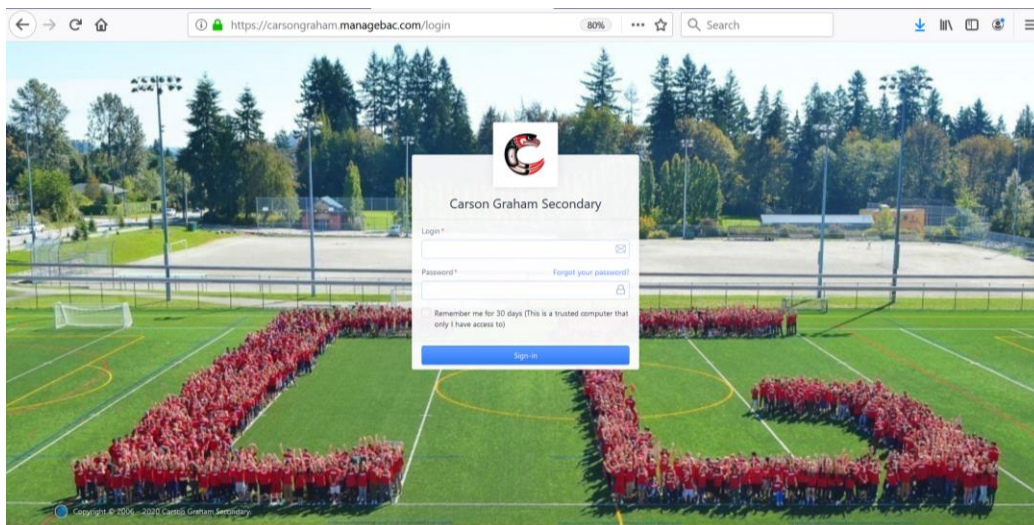 https://carsongraham.managebac.com/login
80%
Search
Carson Graham Secondary
Login *
Password *
Forgot your password?
Remember me for 30 days (This is a trusted computer that
only I have access to)
Sign-in
Copyright © 2006 - 2020 Carson Graham Secondary.